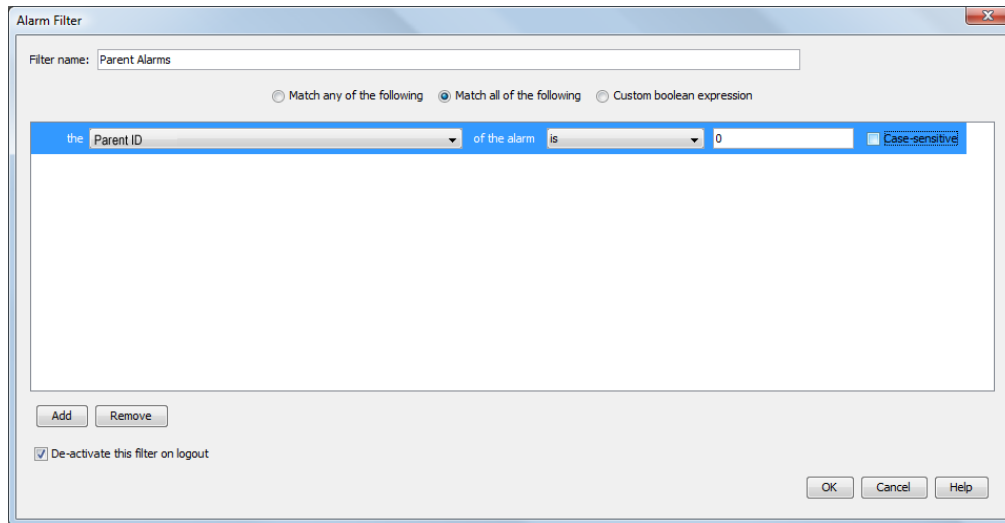 Alarm Filter
Filter name: Parent Alarms
Match any of the following Match all of the following Custom boolean expression
the Parent ID of the alarm is 0 Case-sensitive
Add Remove
De-activate this filter on logout
OK Cancel Help